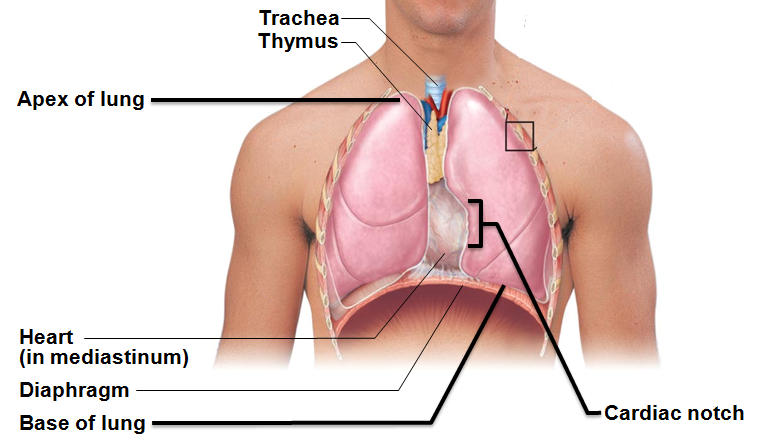 Trachea
Thymus
Apex of lung
Heart
(in mediastinum)
Diaphragm
Base of lung
Cardiac notch